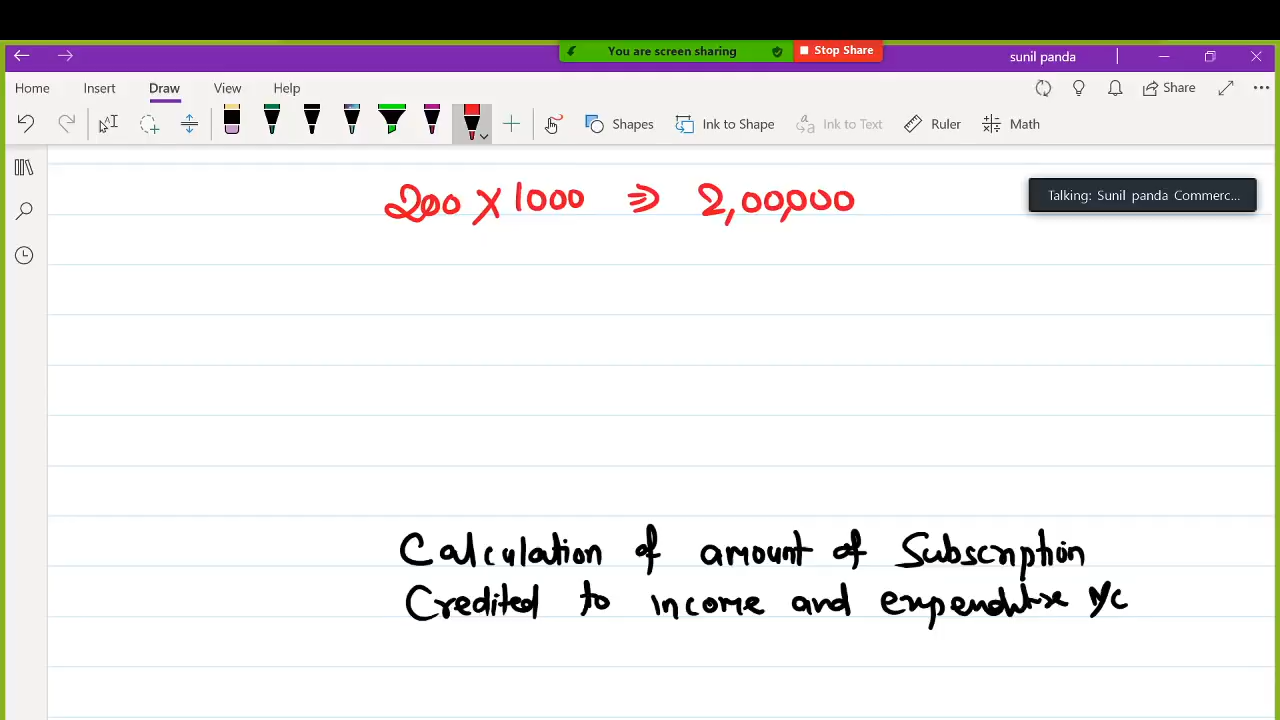 You are screen sharing
Stop Share
sunil panda
Home Insert Draw View Help
Share
Shapes Ink to Shape Ink to Text Ruler Math
200 X 1000 ⇒ 2,00,000
Talking: Sunil panda Commerc...
Calculation of amount of Subscription
Credited to income and expenditure A/C